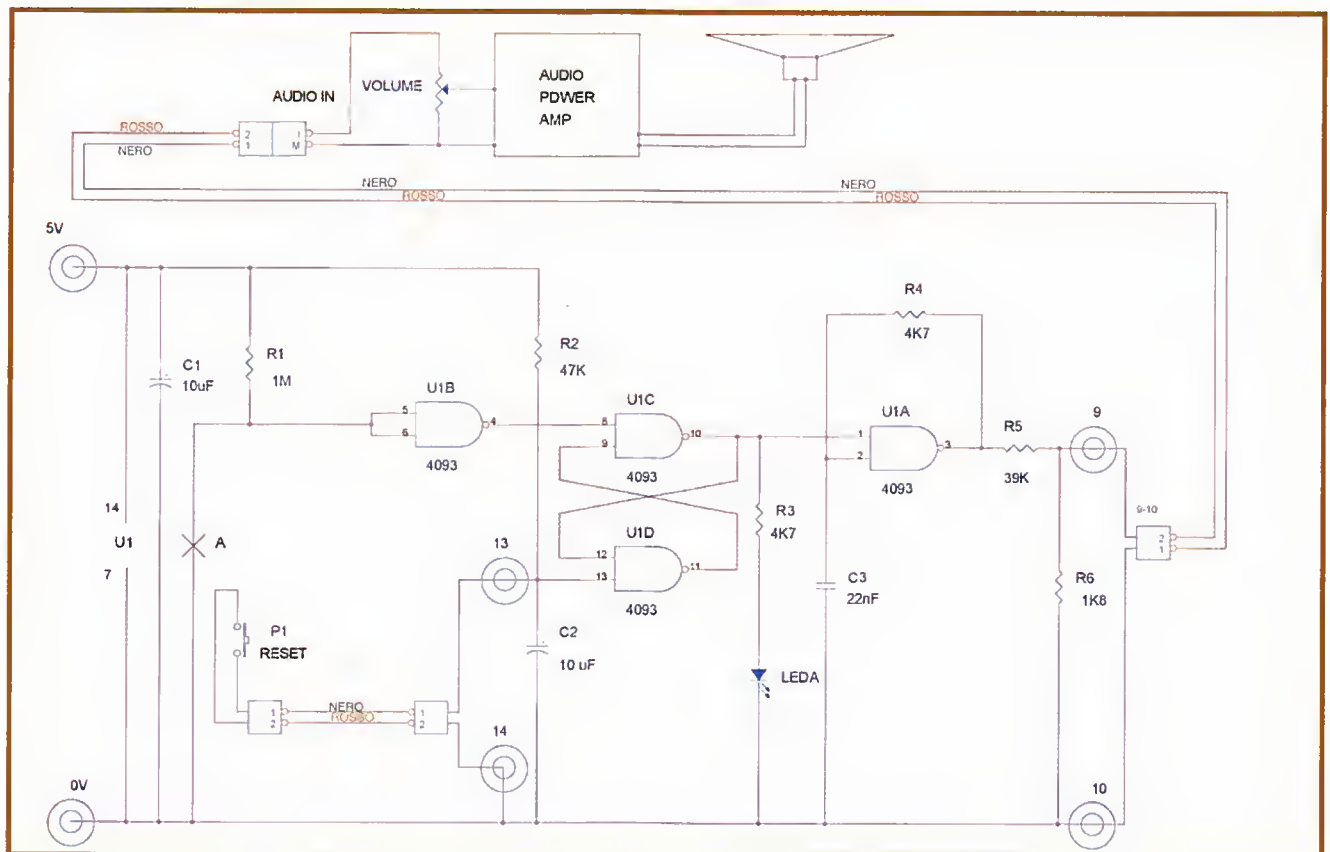 AUDIO IN
VOLUME
AUDIO
PDWER
AMP
ROSSO
NERO
2
1
I
M
NERO
ROSSO
NERO
ROSSO
5V
C1
10uF
R1
1M
U1B
5
6
4
4093
R2
47K
U1C
8
9
10
4093
U1D
12
13
11
4093
R4
4K7
U1A
1
2
3
4093
R5
39K
9
9-10
2
1
R3
4K7
C3
22nF
R6
1K8
LEDA
14
U1
7
A
P1
RESET
1
2
NERO
ROSSO
1
2
13
C2
10 uF
14
0V
10